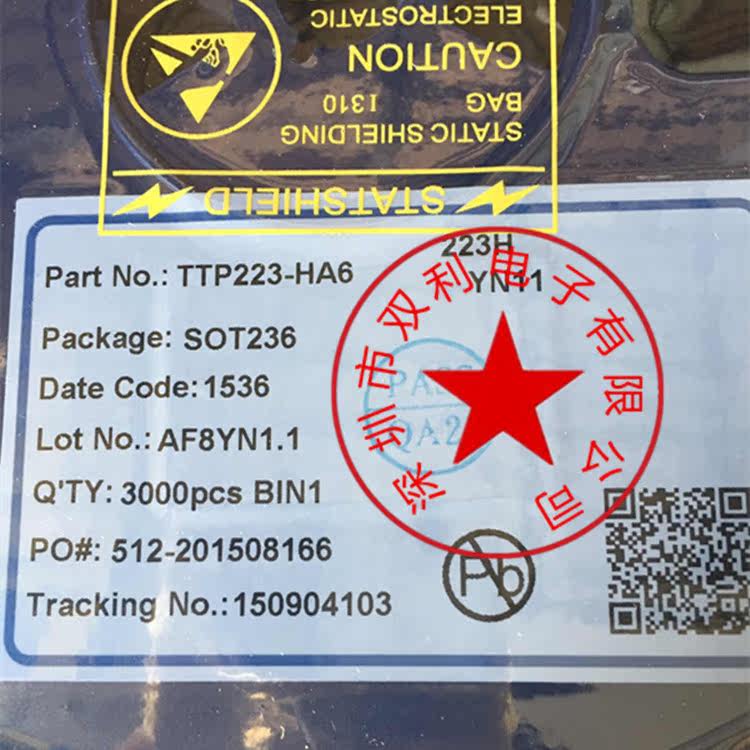 ELECTROSTATIC
CAUTION
BAG 1310
STATIC SHIELDING
STATSHIELD
223H
YN11
Part No.: TTP223-HA6
Package: SOT236
Date Code: 1536
Lot No.: AF8YN1.1
Q'TY: 3000pcs BIN1
PO#: 512-201508166
Tracking No.: 150904103
PASS
QA2
Pb
深圳市双利电子有限公司